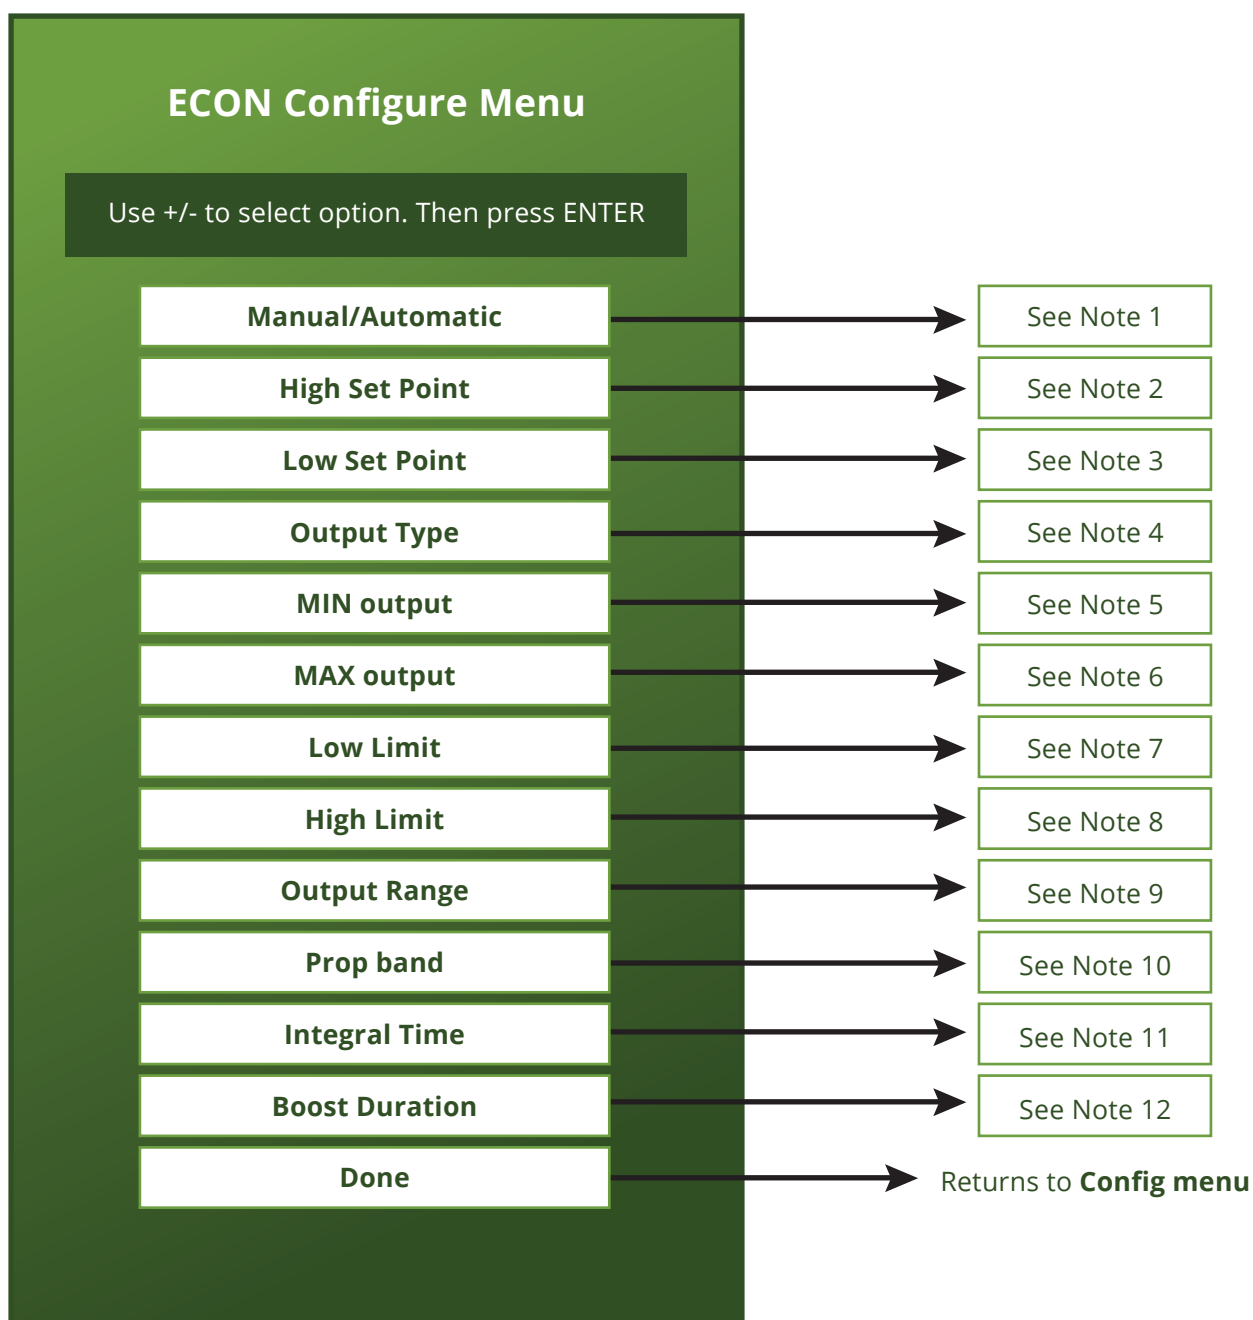 ECON Configure Menu
Use +/- to select option. Then press ENTER
Manual/Automatic
See Note 1
High Set Point
See Note 2
Low Set Point
See Note 3
Output Type
See Note 4
MIN output
See Note 5
MAX output
See Note 6
Low Limit
See Note 7
High Limit
See Note 8
Output Range
See Note 9
Prop band
See Note 10
Integral Time
See Note 11
Boost Duration
See Note 12
Done
Returns to Config menu